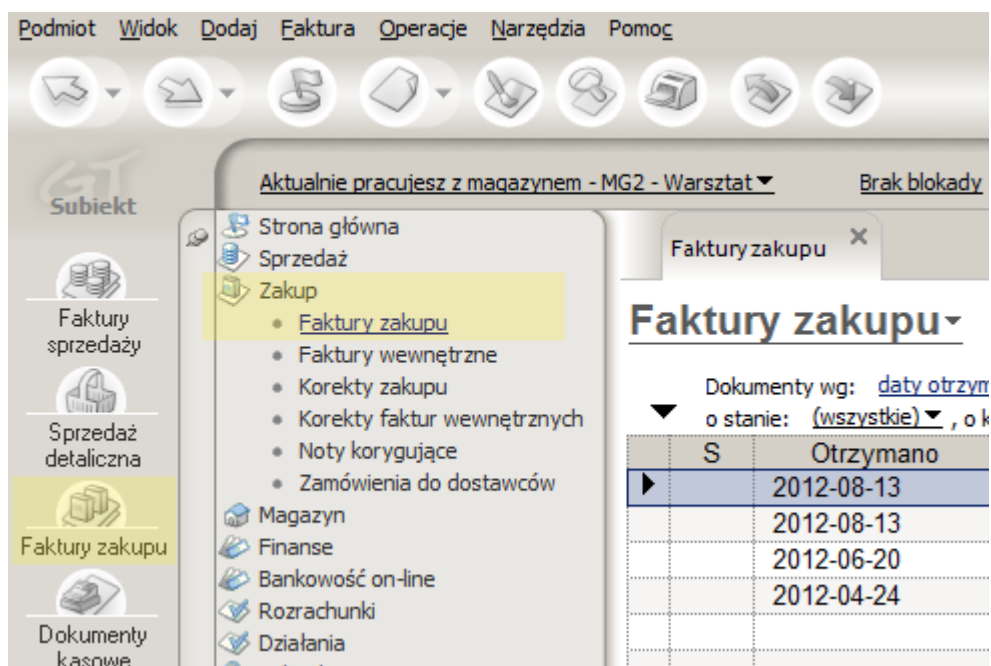 Podmiot Widok Dodaj Faktura Operacje Narzędzia Pomoc
GT
Subiekt
Aktualnie pracujesz z magazynem - MG2 - Warsztat Brak blokady
Faktury sprzedaży
Sprzedaż detaliczna
Faktury zakupu
Dokumenty kasowe
Strona główna
Sprzedaż
Zakup
Faktury zakupu
Faktury wewnętrzne
Korekty zakupu
Korekty faktur wewnętrznych
Noty korygujące
Zamówienia do dostawców
Magazyn
Finanse
Bankowość on-line
Rozrachunki
Działania
Faktury zakupu
Faktury zakupu
Dokumenty wg: daty otrzym
o stanie: (wszystkie) , o k
S Otrzymano
2012-08-13
2012-08-13
2012-06-20
2012-04-24